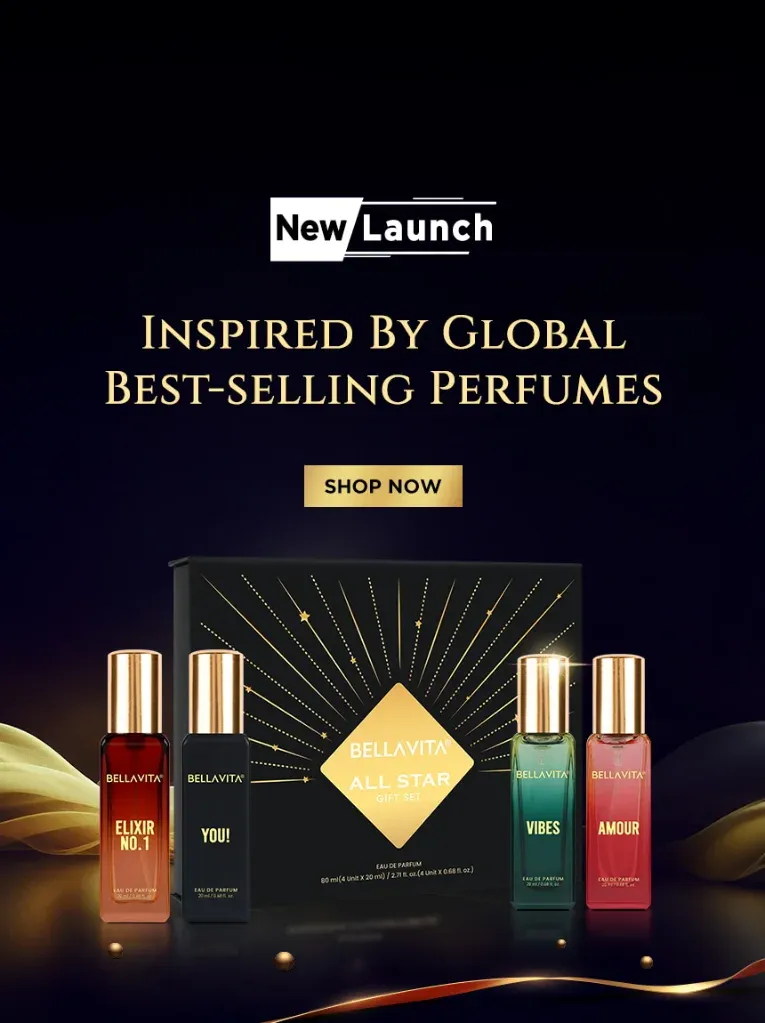 New Launch
Inspired By Global
Best-selling Perfumes
SHOP NOW
BELLAVITA®
ALL STAR
GIFT SET
EAU DE PARFUM
80 ml(4 Unit X 20 ml) / 2.71 fl. oz.(4 Unit X 0.68 fl. oz.)
BELLAVITA®
ELIXIR
NO.1
EAU DE PARFUM
BELLAVITA®
YOU!
EAU DE PARFUM
20 ml / 0.68 fl. oz.
BELLAVITA®
VIBES
EAU DE PARFUM
BELLAVITA®
AMOUR
EAU DE PARFUM